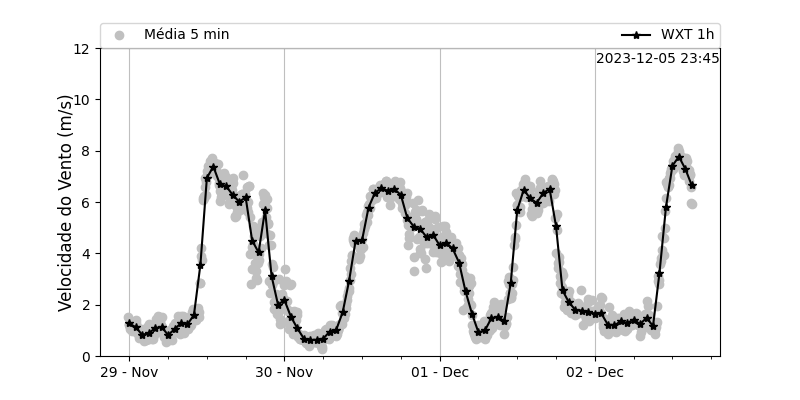 Média 5 min
WXT 1h
2023-12-05 23:45
12
10
8
6
4
2
0
Velocidade do Vento (m/s)
29 - Nov
30 - Nov
01 - Dec
02 - Dec